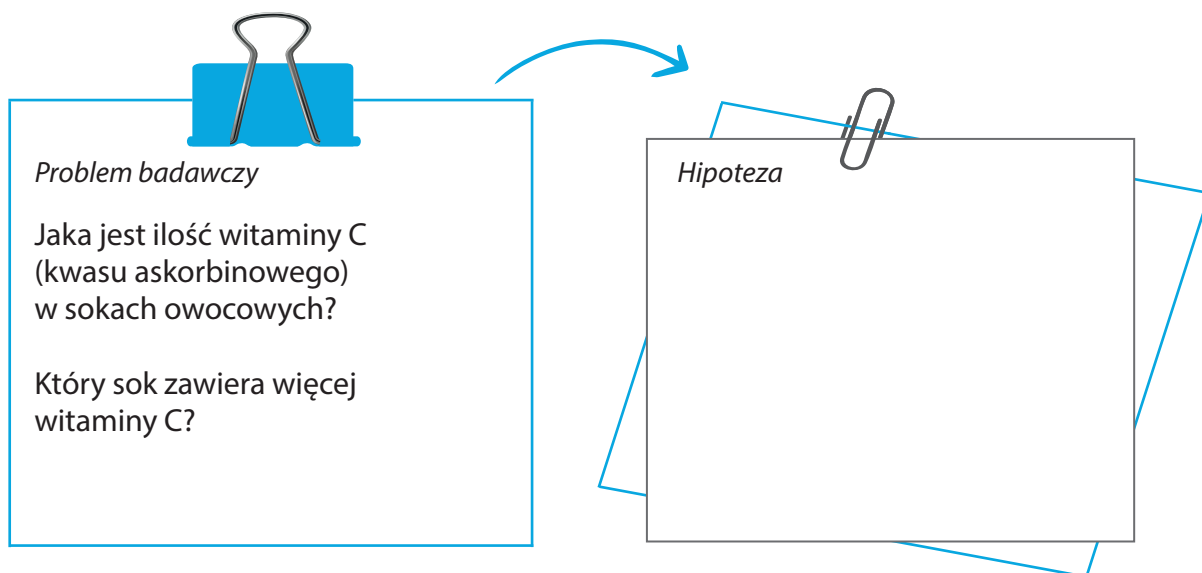 Problem badawczy
Jaka jest ilość witaminy C
(kwasu askorbinowego)
w sokach owocowych?
Który sok zawiera więcej
witaminy C?
Hipoteza